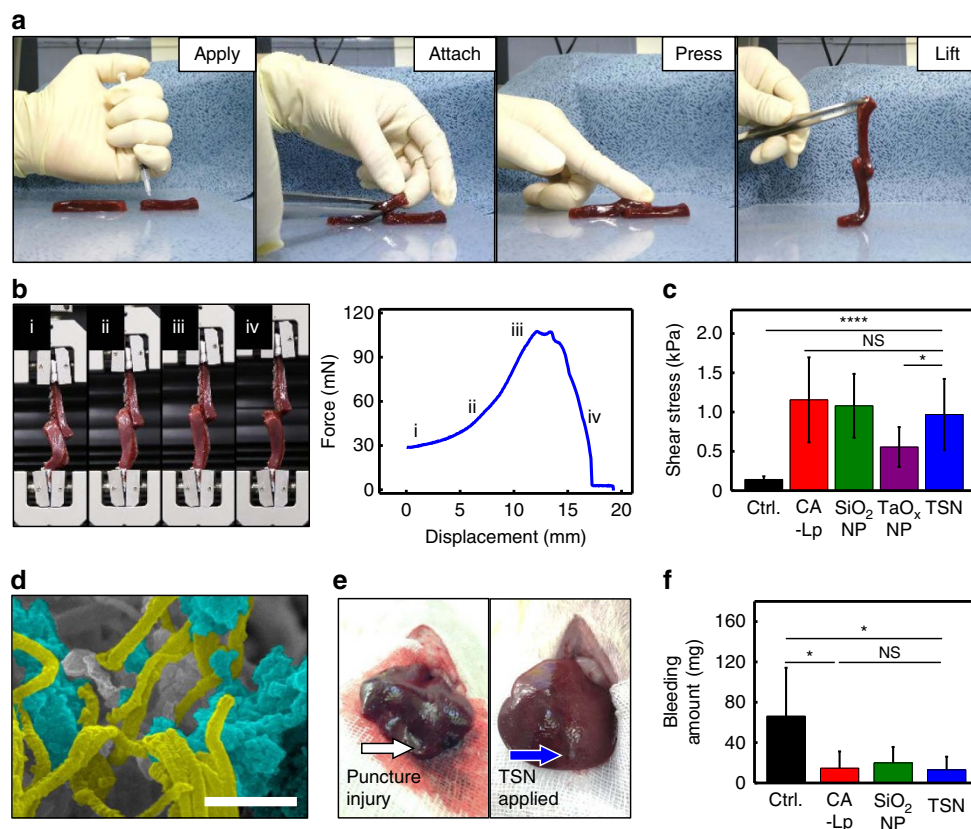 a
Apply
Attach
Press
Lift
b
i
ii
iii
iv
120
90
60
30
0
Force (mN)
i
ii
iii
iv
0
5
10
15
20
Displacement (mm)
c
2.0
1.5
1.0
0.5
0
Shear stress (kPa)
****
NS
*
Ctrl.
CA
-Lp
SiO2
NP
TaOx
NP
TSN
d
e
Puncture
injury
TSN
applied
f
160
120
80
40
0
Bleeding
amount (mg)
*
*
NS
Ctrl.
CA
-Lp
SiO2
NP
TSN